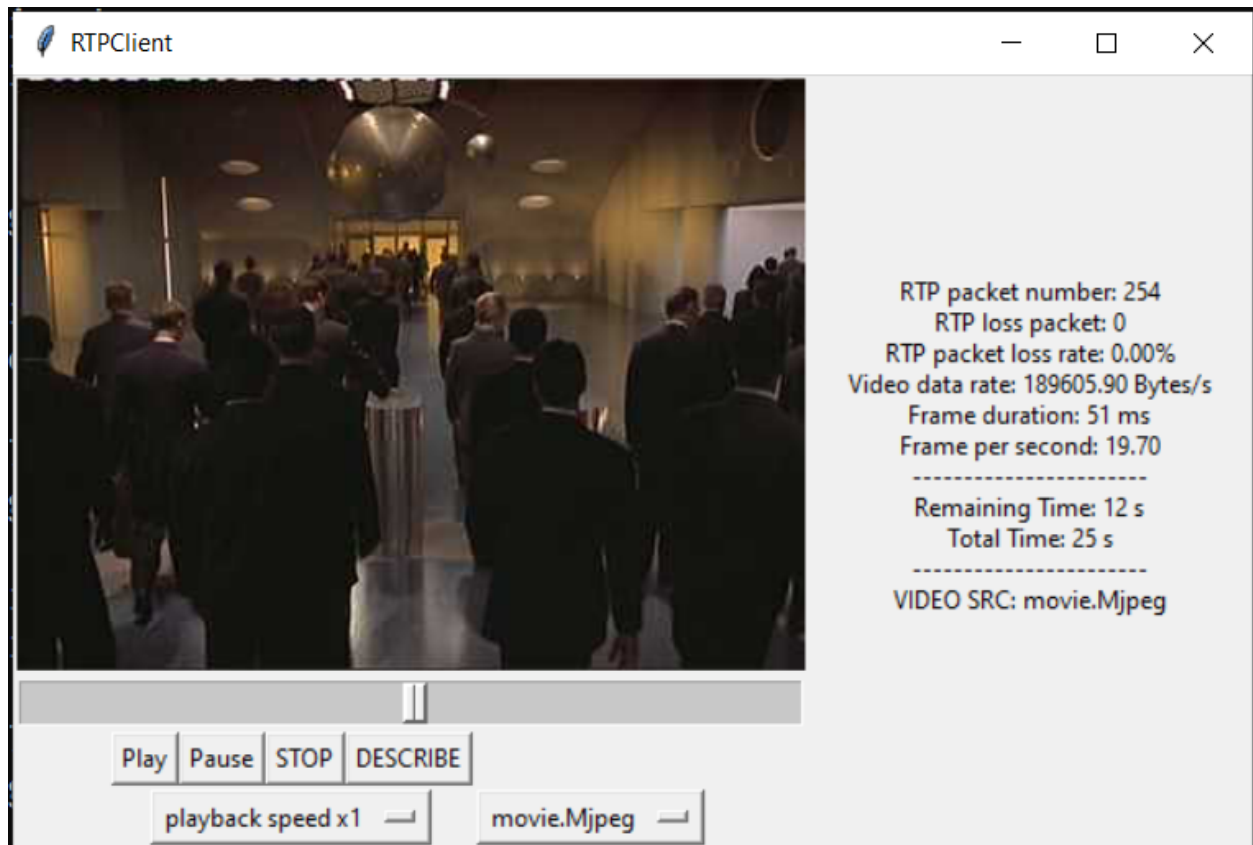 RTPClient
RTP packet number: 254
RTP loss packet: 0
RTP packet loss rate: 0.00%
Video data rate: 189605.90 Bytes/s
Frame duration: 51 ms
Frame per second: 19.70
-----------------------
Remaining Time: 12 s
Total Time: 25 s
-----------------------
VIDEO SRC: movie.Mjpeg
Play Pause STOP DESCRIBE
playback speed x1 movie.Mjpeg